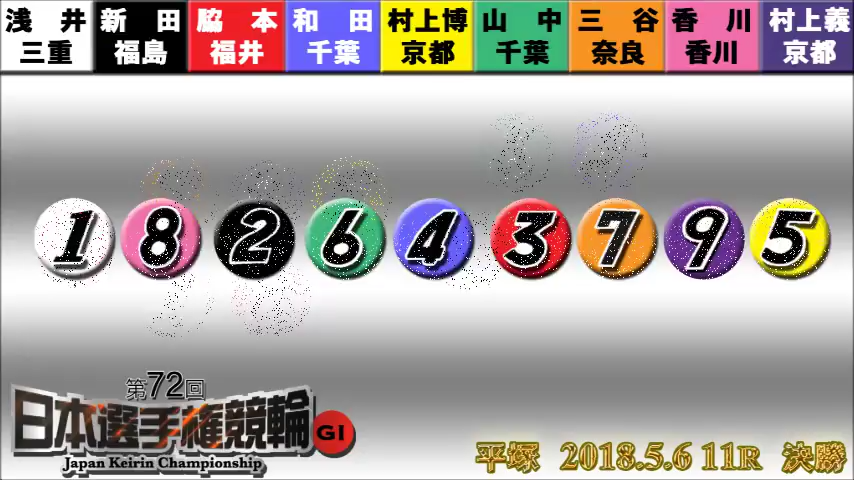 浅井 新田 脇本 和田 村上博 山中 三谷 香川 村上義
三重 福島 福井 千葉 京都 千葉 奈良 香川 京都
1 8 2 6 4 3 7 9 5
第72回
日本選手権競輪 GI
Japan Keirin Championship
平塚 2018.5.6 11R 決勝